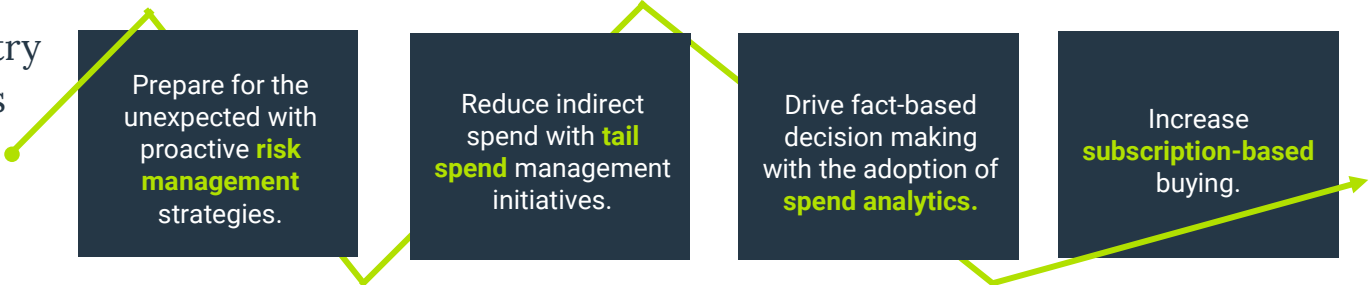 Prepare for the
unexpected with
proactive risk
management
strategies.
Reduce indirect
spend with tail
spend management
initiatives.
Drive fact-based
decision making
with the adoption of
spend analytics.
Increase
subscription-based
buying.